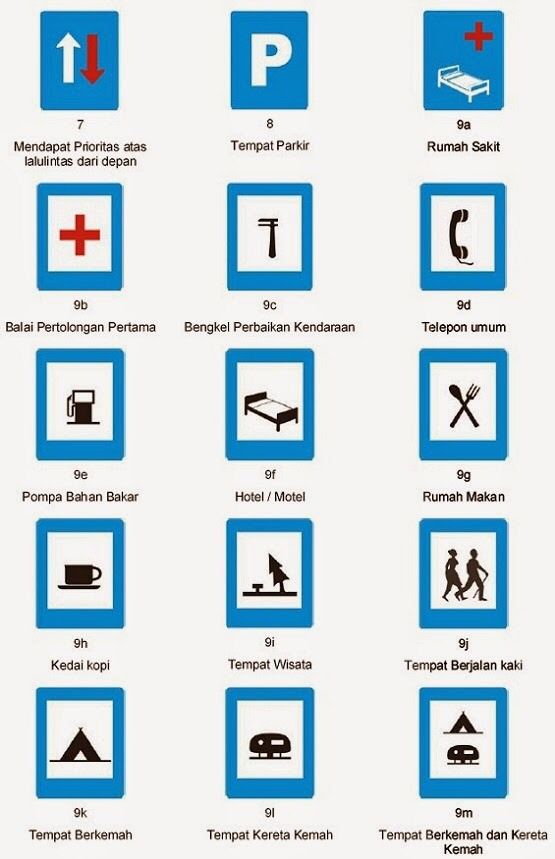 P
7
8
9a
Mendapat Prioritas atas
lalulintas dari depan
Tempat Parkir
Rumah Sakit
9b
9c
9d
Balai Pertolongan Pertama
Bengkel Perbaikan Kendaraan
Telepon umum
9e
9f
9g
Pompa Bahan Bakar
Hotel / Motel
Rumah Makan
9h
9i
9j
Kedai kopi
Tempat Wisata
Tempat Berjalan kaki
9k
9l
9m
Tempat Berkemah
Tempat Kereta Kemah
Tempat Berkemah dan Kereta
Kemah